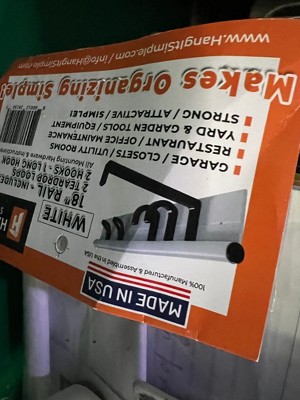 MADE IN USA
100% Manufactured & Assembled in the USA
WHITE
18" RAIL
INCLUDES
2 TEARDROP LOOPS
2 HOOKS - 1 LONG HOOK
All Mounting Hardware & Instructions
GARAGE / CLOSETS / UTILITY ROOMS
RESTAURANT / OFFICE MAINTENANCE
YARD & GARDEN TOOLS / EQUIPMENT
STRONG / ATTRACTIVE / SIMPLE!
Makes Organizing Simple!
www.HangItSimple.com / info@HangItSimple.com